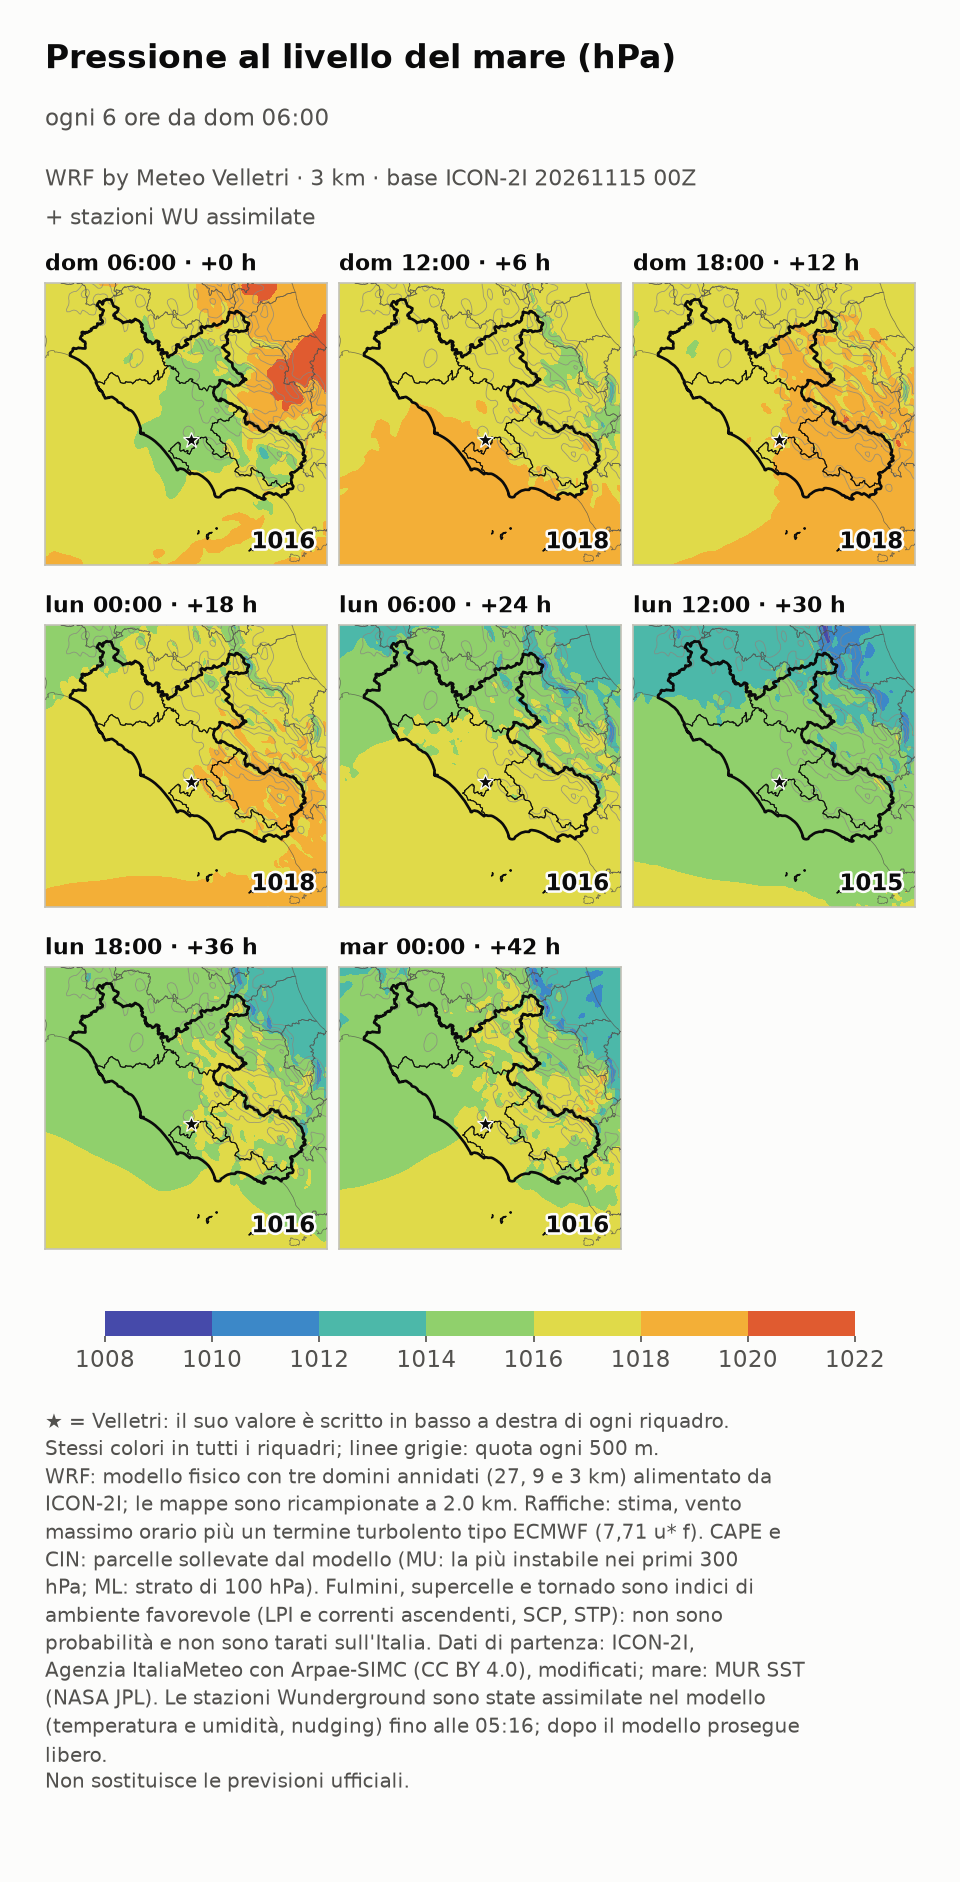 Pressione al livello del mare (hPa)
ogni 6 ore da dom 06:00
WRF by Meteo Velletri · 3 km · base ICON-2I 20261115 00Z
+ stazioni WU assimilate
dom 06:00 · +0 h
dom 12:00 · +6 h
dom 18:00 · +12 h
1016
1018
1018
lun 00:00 · +18 h
lun 06:00 · +24 h
lun 12:00 · +30 h
1018
1016
1015
lun 18:00 · +36 h
mar 00:00 · +42 h
1016
1016
1008 1010 1012 1014 1016 1018 1020 1022
★ = Velletri: il suo valore è scritto in basso a destra di ogni riquadro.
Stessi colori in tutti i riquadri; linee grigie: quota ogni 500 m.
WRF: modello fisico con tre domini annidati (27, 9 e 3 km) alimentato da
ICON-2I; le mappe sono ricampionate a 2.0 km. Raffiche: stima, vento
massimo orario più un termine turbolento tipo ECMWF (7,71 u* f). CAPE e
CIN: parcelle sollevate dal modello (MU: la più instabile nei primi 300
hPa; ML: strato di 100 hPa). Fulmini, supercelle e tornado sono indici di
ambiente favorevole (LPI e correnti ascendenti, SCP, STP): non sono
probabilità e non sono tarati sull'Italia. Dati di partenza: ICON-2I,
Agenzia ItaliaMeteo con Arpae-SIMC (CC BY 4.0), modificati; mare: MUR SST
(NASA JPL). Le stazioni Wunderground sono state assimilate nel modello
(temperatura e umidità, nudging) fino alle 05:16; dopo il modello prosegue
libero.
Non sostituisce le previsioni ufficiali.